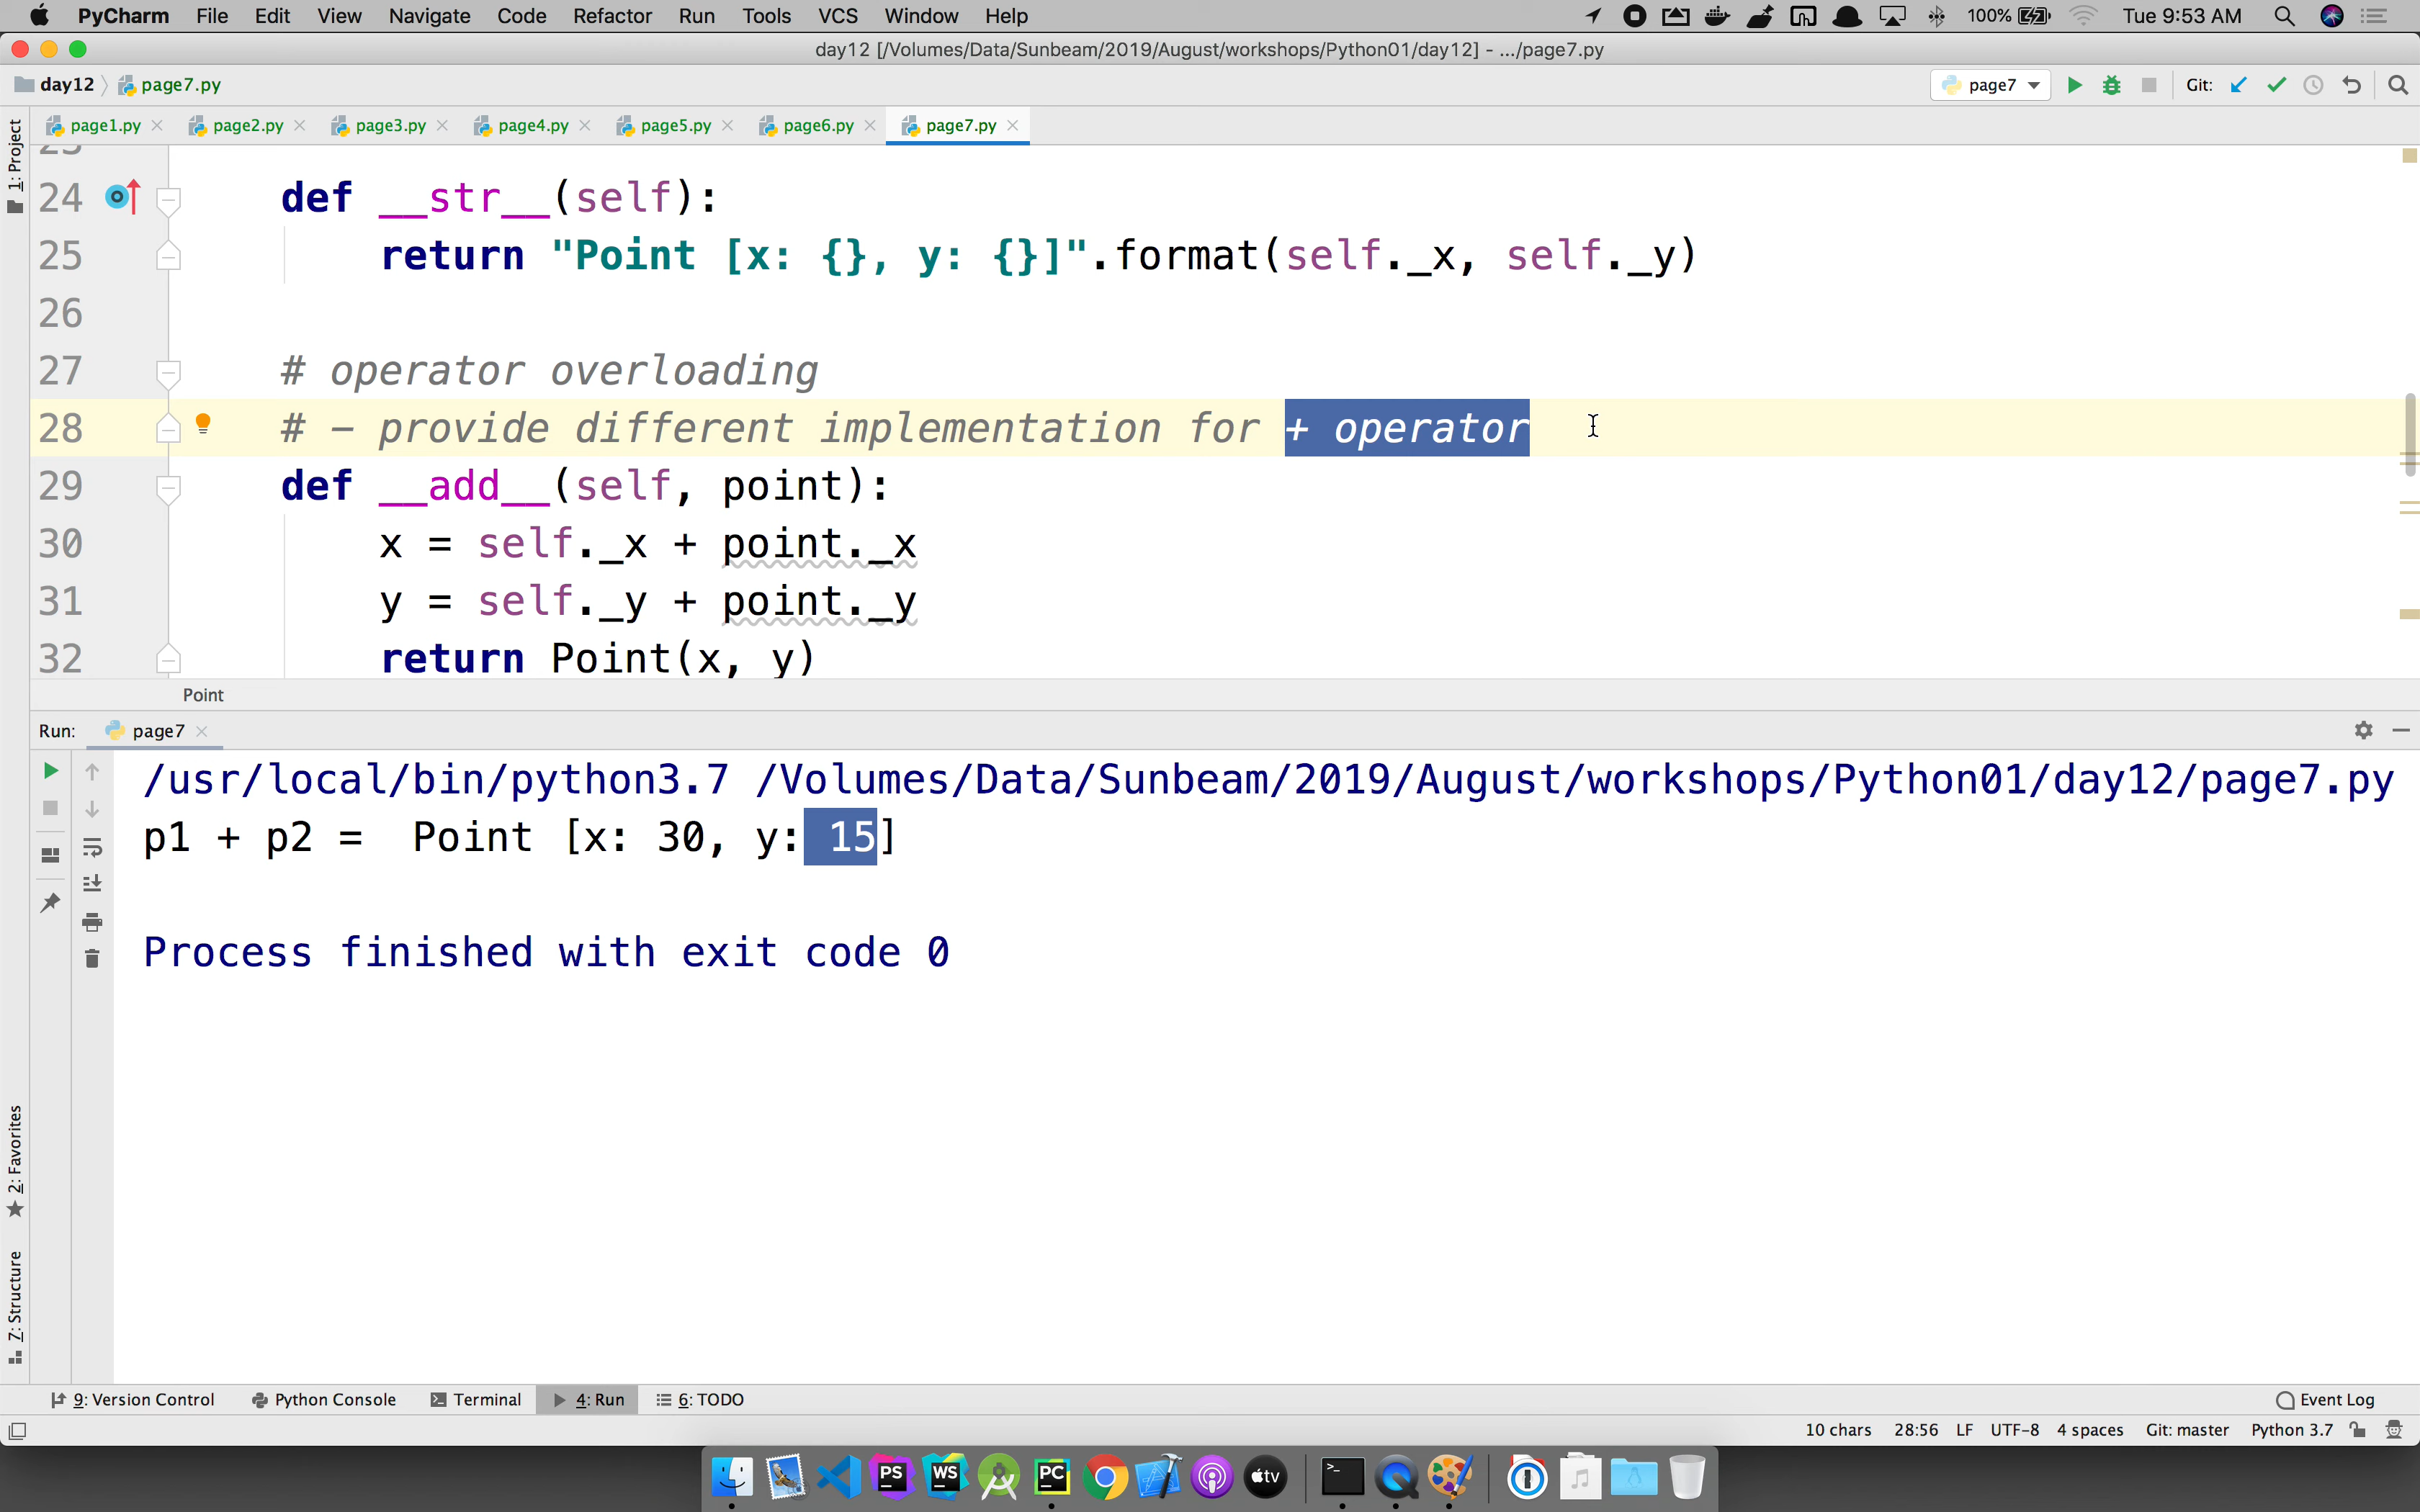 PyCharm File Edit View Navigate Code Refactor Run Tools VCS Window Help 100% Tue 9:53 AM
day12 [/Volumes/Data/Sunbeam/2019/August/workshops/Python01/day12] - .../page7.py
day12 page7.py page7 Git:
page1.py page2.py page3.py page4.py page5.py page6.py page7.py
1: Project
24 def __str__(self):
25 return "Point [x: {}, y: {}]".format(self._x, self._y)
26
27 # operator overloading
28 # - provide different implementation for + operator
29 def __add__(self, point):
30 x = self._x + point._x
31 y = self._y + point._y
32 return Point(x, y)
Point
Run: page7
/usr/local/bin/python3.7 /Volumes/Data/Sunbeam/2019/August/workshops/Python01/day12/page7.py
p1 + p2 =  Point [x: 30, y: 15]
Process finished with exit code 0
2: Favorites
7: Structure
9: Version Control Python Console Terminal 4: Run 6: TODO Event Log
10 chars 28:56 LF UTF-8 4 spaces Git: master Python 3.7
PS WS PC tv